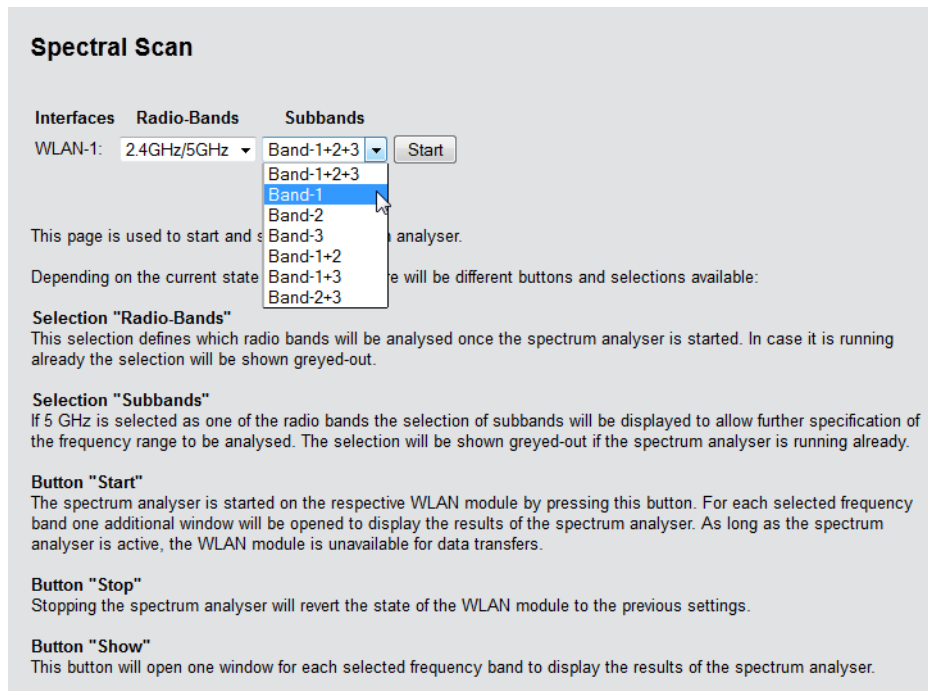 Spectral Scan
Interfaces Radio-Bands Subbands
WLAN-1: 2.4GHz/5GHz Band-1+2+3 Start
Band-1+2+3
Band-1
Band-2
Band-3
Band-1+2
Band-1+3
Band-2+3
This page is used to start and analyser.
Depending on the current state will be different buttons and selections available:
Selection "Radio-Bands"
This selection defines which radio bands will be analysed once the spectrum analyser is started. In case it is running
already the selection will be shown greyed-out.
Selection "Subbands"
If 5 GHz is selected as one of the radio bands the selection of subbands will be displayed to allow further specification of
the frequency range to be analysed. The selection will be shown greyed-out if the spectrum analyser is running already.
Button "Start"
The spectrum analyser is started on the respective WLAN module by pressing this button. For each selected frequency
band one additional window will be opened to display the results of the spectrum analyser. As long as the spectrum
analyser is active, the WLAN module is unavailable for data transfers.
Button "Stop"
Stopping the spectrum analyser will revert the state of the WLAN module to the previous settings.
Button "Show"
This button will open one window for each selected frequency band to display the results of the spectrum analyser.